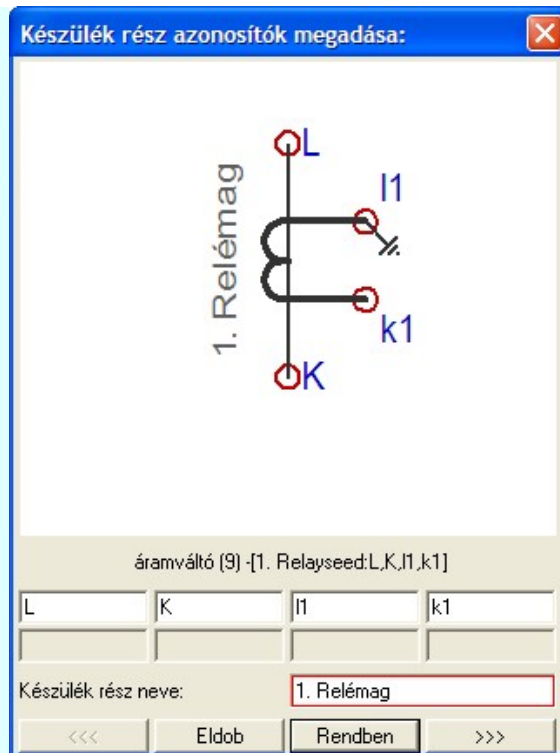 Készülék rész azonosítók megadása:
L
l1
1. Relémag
k1
K
áramváltó (9) -[1. Relayseed:L,K,l1,k1]
L K l1 k1
Készülék rész neve: 1. Relémag
<<< Eldob Rendben >>>